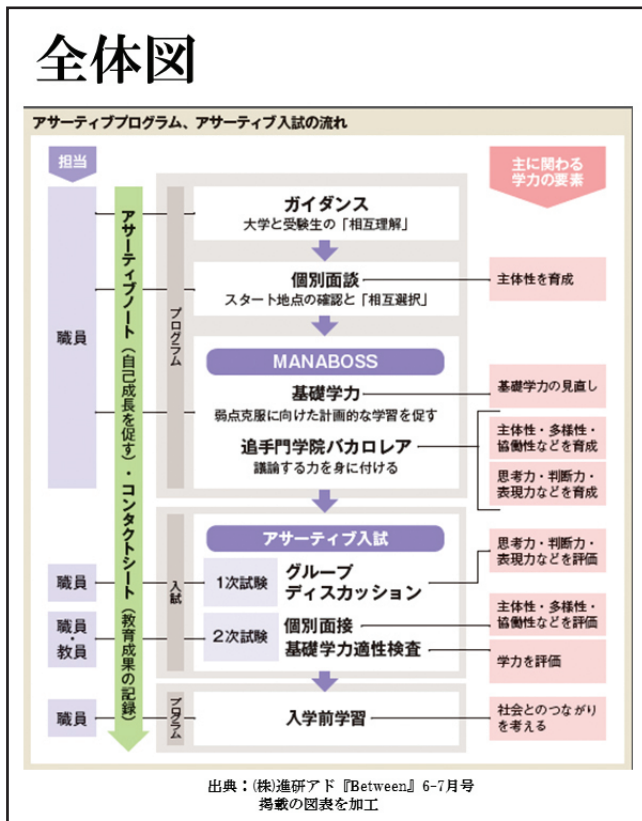 全体図
アサーティブプログラム、アサーティブ入試の流れ
担当
主に関わる
学力の要素
職員
アサーティブノート(自己成長を促す)・コンタクトシート(教育成果の記録)
プログラム
ガイダンス
大学と受験生の「相互理解」
個別面談
スタート地点の確認と「相互選択」
主体性を育成
MANABOSS
基礎学力
弱点克服に向けた計画的な学習を促す
基礎学力の見直し
追手門学院バカロレア
議論する力を身に付ける
主体性・多様性・
協働性などを育成
思考力・判断力・
表現力などを育成
入試
アサーティブ入試
職員
1次試験
グループ
ディスカッション
思考力・判断力・
表現力などを評価
職員・教員
2次試験
個別面接
基礎学力適性検査
主体性・多様性・
協働性などを評価
学力を評価
職員
プログラム
入学前学習
社会とのつながり
を考える
出典:(株)進研アド『Between』6-7月号
掲載の図表を加工